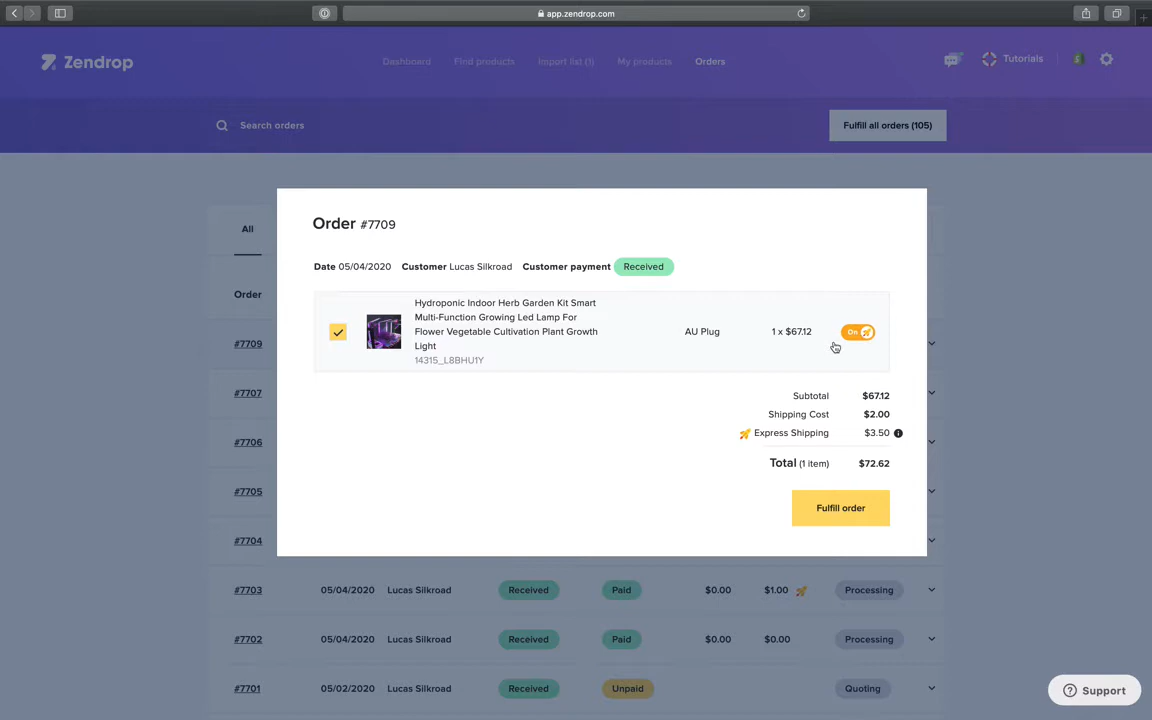 app.zendrop.com
Zendrop
Dashboard
Find products
Import list (1)
My products
Orders
Tutorials
Search orders
Fulfill all orders (105)
All
Order
Order #7709
Date 05/04/2020 Customer Lucas Silkroad Customer payment Received
Hydroponic Indoor Herb Garden Kit Smart
Multi-Function Growing Led Lamp For
Flower Vegetable Cultivation Plant Growth
Light
14315_L8BHU1Y
AU Plug
1 x $67.12
On
Subtotal $67.12
Shipping Cost $2.00
Express Shipping $3.50
Total (1 item) $72.62
Fulfill order
#7709
#7707
#7706
#7705
#7704
#7703 05/04/2020 Lucas Silkroad Received Paid $0.00 $1.00 Processing
#7702 05/04/2020 Lucas Silkroad Received Paid $0.00 $0.00 Processing
#7701 05/02/2020 Lucas Silkroad Received Unpaid Quoting
Support